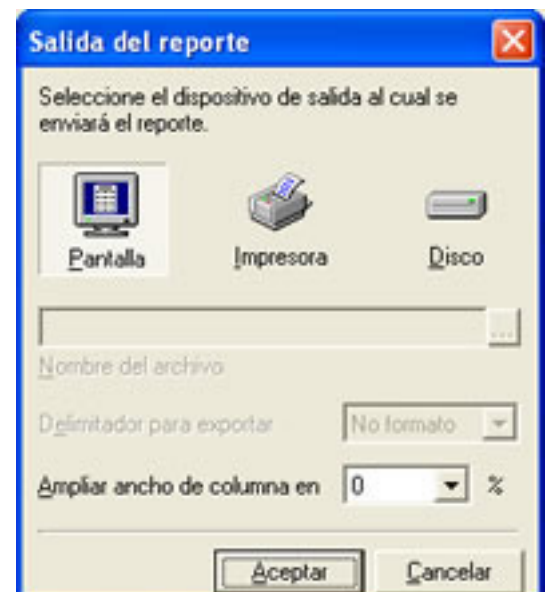 Salida del reporte
Seleccione el dispositivo de salida al cual se
enviará el reporte.
Pantalla Impresora Disco
...
Nombre del archivo
Delimitador para exportar No formato
Ampliar ancho de columna en 0 %
Aceptar Cancelar